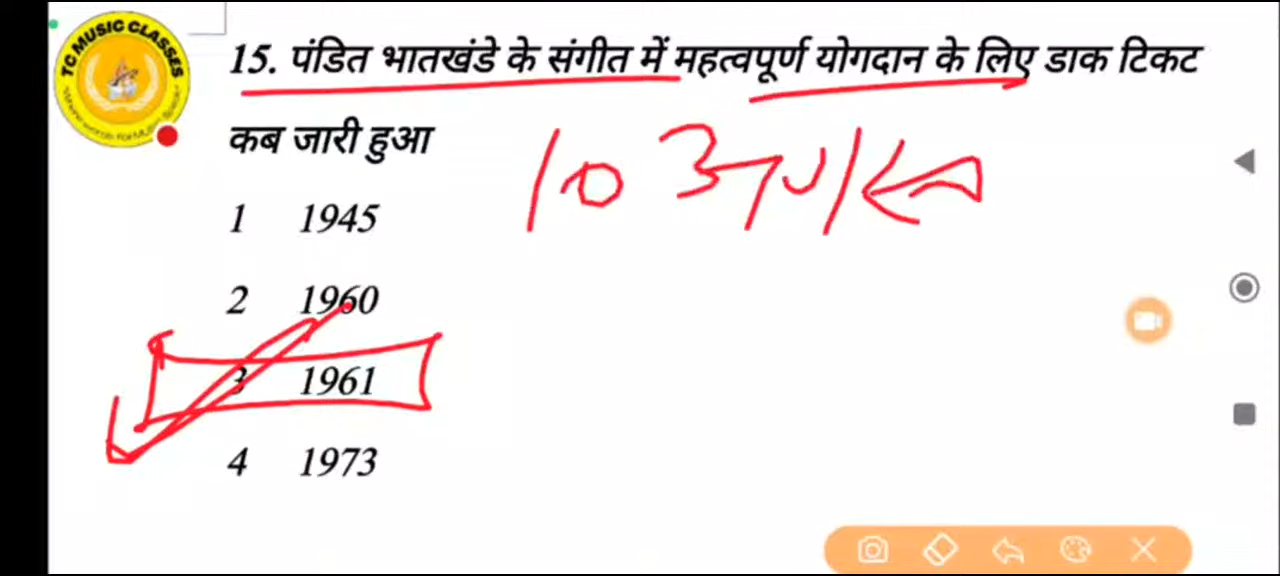 TC MUSIC CLASSES
15. पंडित भातखंडे के संगीत में महत्वपूर्ण योगदान के लिए डाक टिकट
कब जारी हुआ
10
1 1945
2 1960
3 1961
4 1973